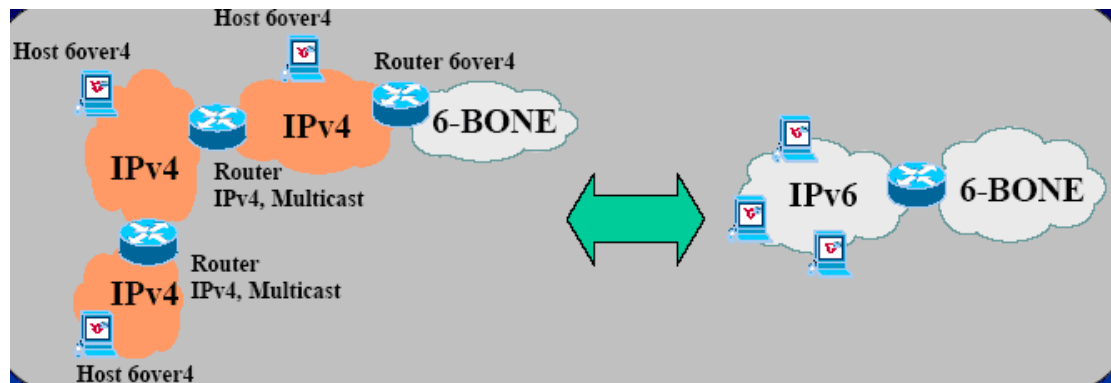 Host 6over4
Host 6over4
Router 6over4
IPv4
6-BONE
IPv4
Router
IPv4, Multicast
IPv6
6-BONE
Router
IPv4, Multicast
IPv4
Host 6over4